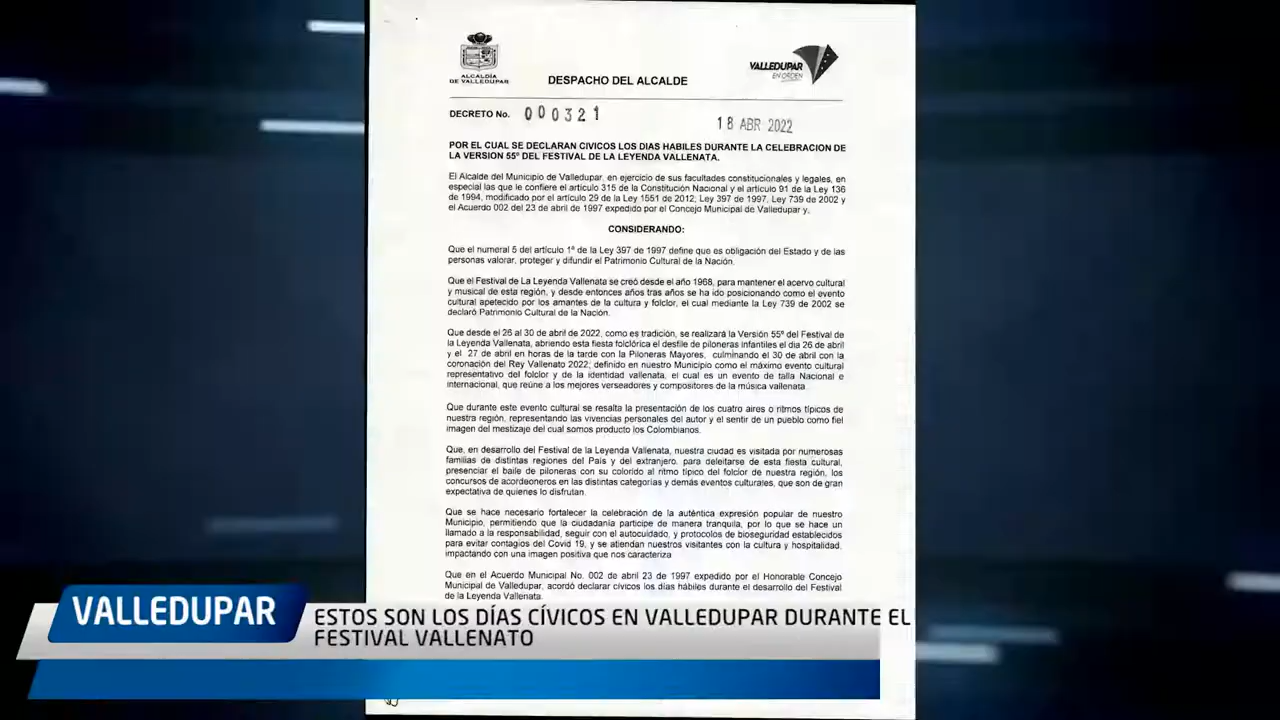 ALCALDÍA
DE VALLEDUPAR
DESPACHO DEL ALCALDE
VALLEDUPAR
EN ORDEN
DECRETO No. 000321
18 ABR 2022
POR EL CUAL SE DECLARAN CIVICOS LOS DIAS HABILES DURANTE LA CELEBRACION DE
LA VERSION 55º DEL FESTIVAL DE LA LEYENDA VALLENATA.
El Alcalde del Municipio de Valledupar, en ejercicio de sus facultades constitucionales y legales, en
especial las que le confiere el artículo 315 de la Constitución Nacional y el artículo 91 de la Ley 136
de 1994, modificado por el artículo 29 de la Ley 1551 de 2012; Ley 397 de 1997, Ley 739 de 2002 y
el Acuerdo 002 del 23 de abril de 1997 expedido por el Concejo Municipal de Valledupar y,
CONSIDERANDO:
Que el numeral 5 del artículo 1º de la Ley 397 de 1997 define que es obligación del Estado y de las
personas valorar, proteger y difundir el Patrimonio Cultural de la Nación.
Que el Festival de La Leyenda Vallenata se creó desde el año 1968, para mantener el acervo cultural
y musical de esta región, y desde entonces años tras años se ha ido posicionando como el evento
cultural apetecido por los amantes de la cultura y folclor, el cual mediante la Ley 739 de 2002 se
declaró Patrimonio Cultural de la Nación.
Que desde el 26 al 30 de abril de 2022, como es tradición, se realizará la Versión 55º del Festival de
la Leyenda Vallenata, abriendo esta fiesta folclórica el desfile de piloneras infantiles el dia 26 de abril
y el 27 de abril en horas de la tarde con la Piloneras Mayores, culminando el 30 de abril con la
coronación del Rey Vallenato 2022; definido en nuestro Municipio como el máximo evento cultural
representativo del folclor y de la identidad vallenata, el cual es un evento de talla Nacional e
internacional, que reúne a los mejores verseadores y compositores de la música vallenata.
Que durante este evento cultural se resalta la presentación de los cuatro aires o ritmos típicos de
nuestra región, representando las vivencias personales del autor y el sentir de un pueblo como fiel
imagen del mestizaje del cual somos producto los Colombianos.
Que, en desarrollo del Festival de la Leyenda Vallenata, nuestra ciudad es visitada por numerosas
familias de distintas regiones del País y del extranjero, para deleitarse de esta fiesta cultural,
presenciar el baile de piloneras con su colorido al ritmo típico del folclor de nuestra región, los
concursos de acordeoneros en las distintas categorías y demás eventos culturales, que son de gran
expectativa de quienes lo disfrutan.
Que se hace necesario fortalecer la celebración de la auténtica expresión popular de nuestro
Municipio, permitiendo que la ciudadanía participe de manera tranquila, por lo que se hace un
llamado a la responsabilidad, seguir con el autocuidado, y protocolos de bioseguridad establecidos
para evitar contagios del Covid 19, y se atiendan nuestros visitantes con la cultura y hospitalidad,
impactando con una imagen positiva que nos caracteriza
Que en el Acuerdo Municipal No. 002 de abril 23 de 1997 expedido por el Honorable Concejo
Municipal de Valledupar, acordó declarar cívicos los días hábiles durante el desarrollo del Festival
de la Leyenda Vallenata.
VALLEDUPAR
ESTOS SON LOS DÍAS CÍVICOS EN VALLEDUPAR DURANTE EL
FESTIVAL VALLENATO